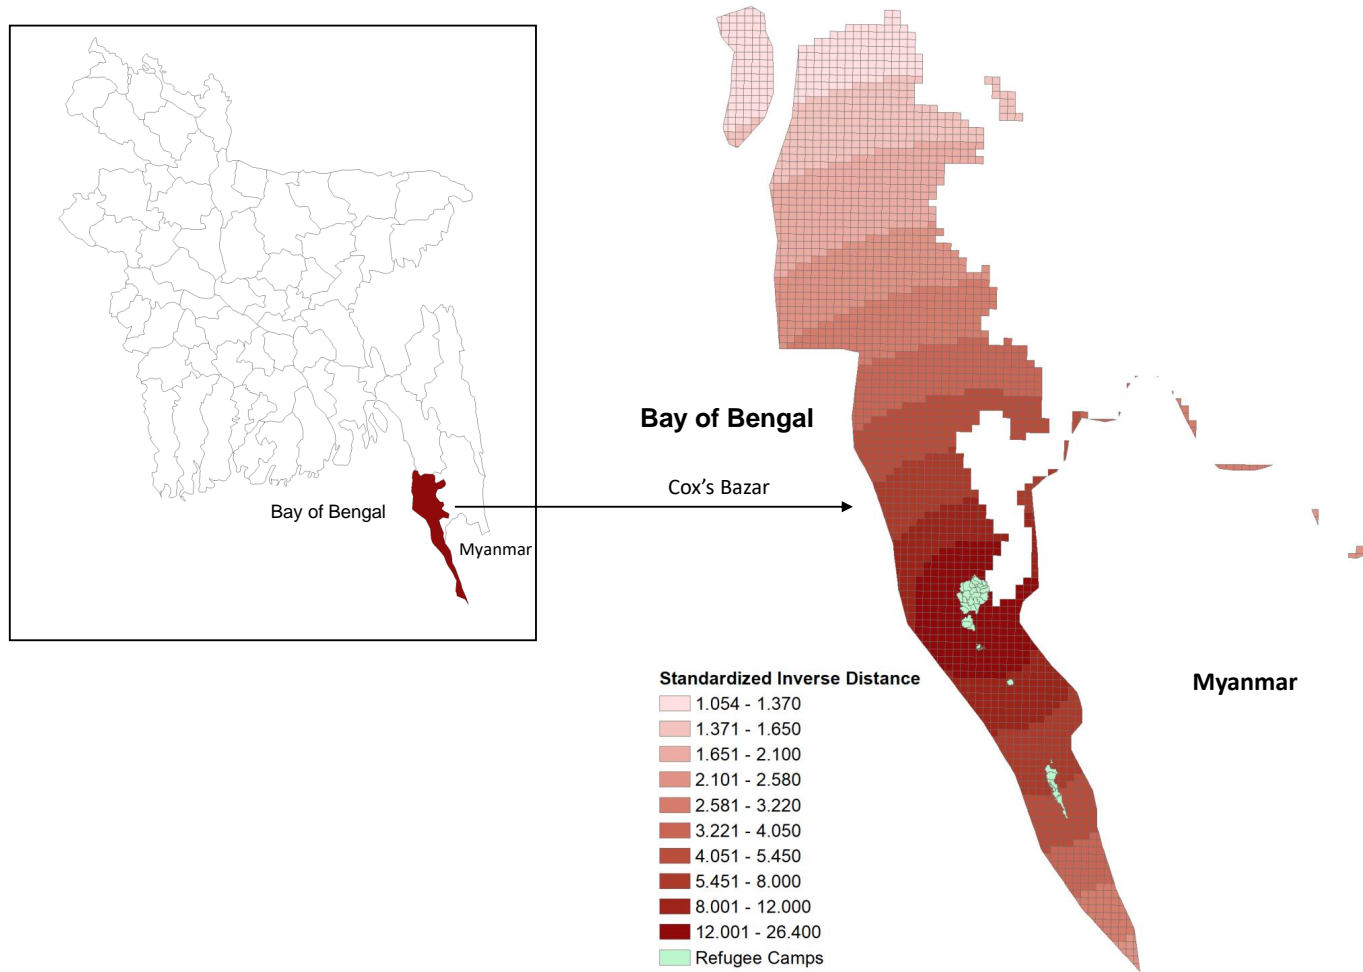 Bay of Bengal
Cox's Bazar
Bay of Bengal
Myanmar
Myanmar
Standardized Inverse Distance
1.054 - 1.370
1.371 - 1.650
1.651 - 2.100
2.101 - 2.580
2.581 - 3.220
3.221 - 4.050
4.051 - 5.450
5.451 - 8.000
8.001 - 12.000
12.001 - 26.400
Refugee Camps